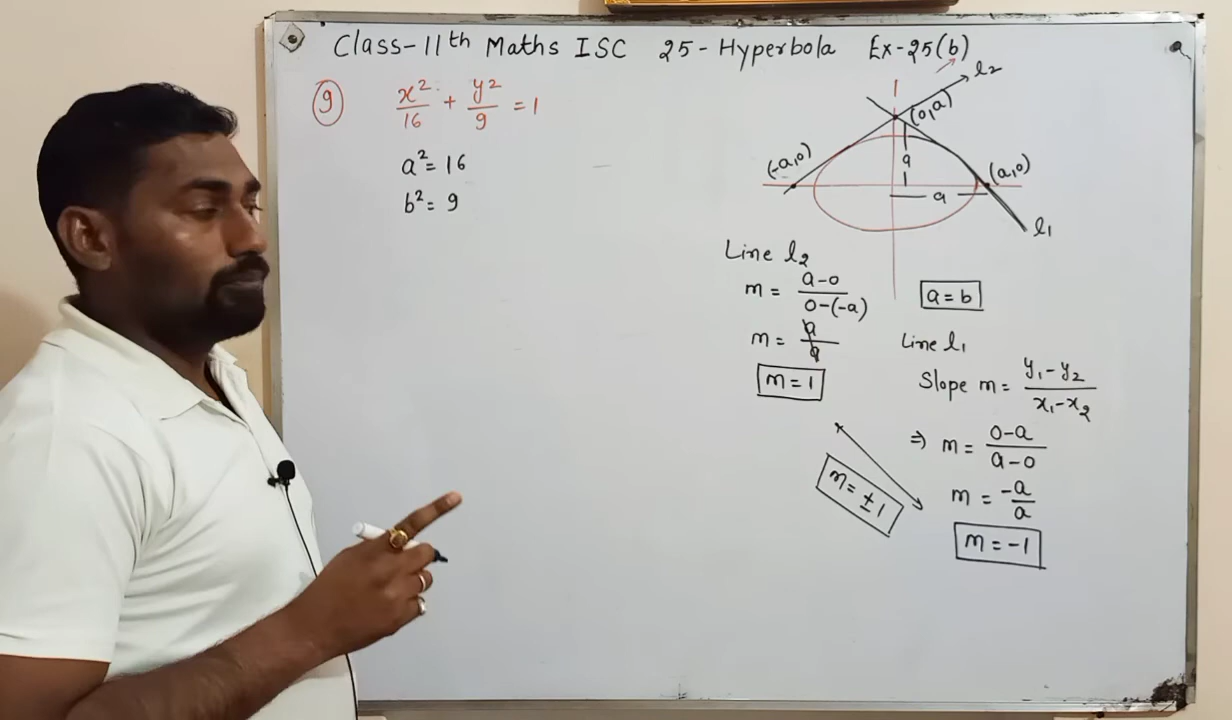 Class-11th Maths ISC 25-Hyperbola Ex-25(b)
9 x²/16 + y²/9 = 1
a² = 16
b² = 9
l₂
(0,a)
(-a,0)
(a,0)
a
a
l₁
Line l₂
m = a-0/0-(-a)
m = a/a
m = 1
a = b
Line l₁
Slope m = y₁-y₂/x₁-x₂
⇒ m = 0-a/a-0
m = -a/a
m = -1
m = ±1